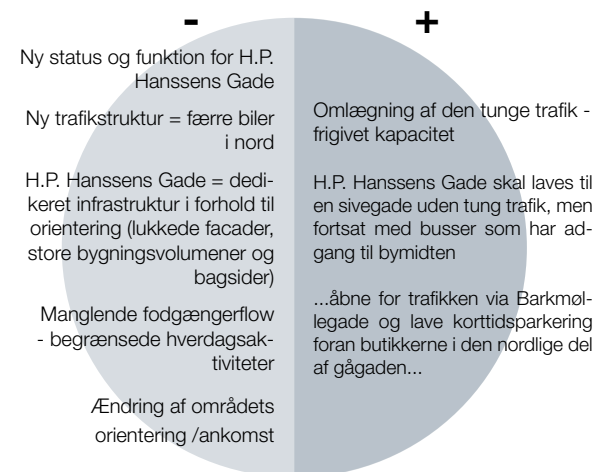 -
Ny status og funktion for H.P.
Hanssens Gade
Ny trafikstruktur = færre biler
i nord
H.P. Hanssens Gade = dedi-
keret infrastruktur i forhold til
orientering (lukkede facader,
store bygningsvolumener og
bagsider)
Manglende fodgængerflow
- begrænsede hverdagsak-
tiviteter
Ændring af områdets
orientering /ankomst
+
Omlægning af den tunge trafik -
frigivet kapacitet
H.P. Hanssens Gade skal laves til
en sivegade uden tung trafik, men
fortsat med busser som har ad-
gang til bymidten
...åbne for trafikken via Barkmøl-
legade og lave korttidsparkering
foran butikkerne i den nordlige del
af gågaden...